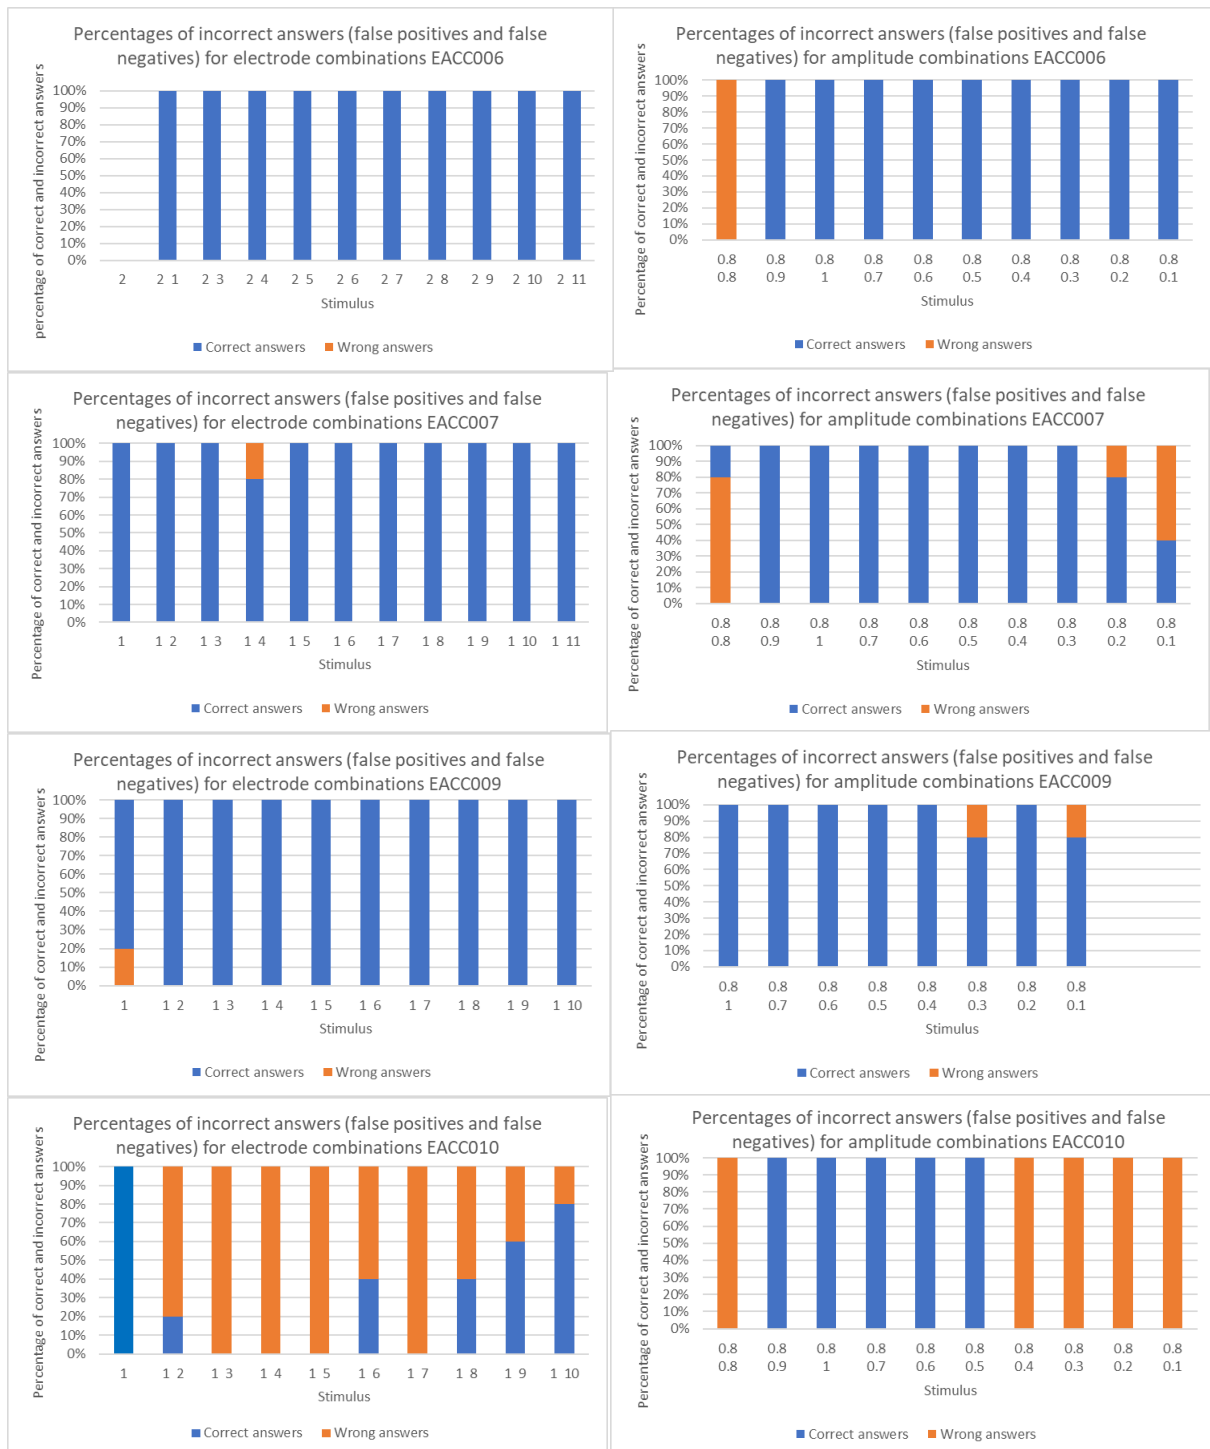 Percentages of incorrect answers (false positives and false
negatives) for electrode combinations EACC006
percentage of correct and incorrect answers
100%
90%
80%
70%
60%
50%
40%
30%
20%
10%
0%
2 2 1 2 3 2 4 2 5 2 6 2 7 2 8 2 9 2 10 2 11
Stimulus
Correct answers Wrong answers
Percentages of incorrect answers (false positives and false
negatives) for amplitude combinations EACC006
Percentage of correct and incorrect answers
100%
90%
80%
70%
60%
50%
40%
30%
20%
10%
0%
0.8 0.8 0.8 0.8 0.8 0.8 0.8 0.8 0.8 0.8
0.8 0.9 1 0.7 0.6 0.5 0.4 0.3 0.2 0.1
Stimulus
Correct answers Wrong answers
Percentages of incorrect answers (false positives and false
negatives) for electrode combinations EACC007
Percentage of correct and incorrect answers
100%
90%
80%
70%
60%
50%
40%
30%
20%
10%
0%
1 1 2 1 3 1 4 1 5 1 6 1 7 1 8 1 9 1 10 1 11
Stimulus
Correct answers Wrong answers
Percentages of incorrect answers (false positives and false
negatives) for amplitude combinations EACC007
Percentage of correct and incorrect answers
100%
90%
80%
70%
60%
50%
40%
30%
20%
10%
0%
0.8 0.8 0.8 0.8 0.8 0.8 0.8 0.8 0.8 0.8
0.8 0.9 1 0.7 0.6 0.5 0.4 0.3 0.2 0.1
Stimulus
Correct answers Wrong answers
Percentages of incorrect answers (false positives and false
negatives) for electrode combinations EACC009
Percentage of correct and incorrect answers
100%
90%
80%
70%
60%
50%
40%
30%
20%
10%
0%
1 1 2 1 3 1 4 1 5 1 6 1 7 1 8 1 9 1 10
Stimulus
Correct answers Wrong answers
Percentages of incorrect answers (false positives and false
negatives) for amplitude combinations EACC009
Percentage of correct and incorrect answers
100%
90%
80%
70%
60%
50%
40%
30%
20%
10%
0%
0.8 0.8 0.8 0.8 0.8 0.8 0.8 0.8
1 0.7 0.6 0.5 0.4 0.3 0.2 0.1
Stimulus
Correct answers Wrong answers
Percentages of incorrect answers (false positives and false
negatives) for electrode combinations EACC010
Percentage of correct and incorrect answers
100%
90%
80%
70%
60%
50%
40%
30%
20%
10%
0%
1 1 2 1 3 1 4 1 5 1 6 1 7 1 8 1 9 1 10
Stimulus
Correct answers Wrong answers
Percentages of incorrect answers (false positives and false
negatives) for amplitude combinations EACC010
Percentage of correct and incorrect answers
100%
90%
80%
70%
60%
50%
40%
30%
20%
10%
0%
0.8 0.8 0.8 0.8 0.8 0.8 0.8 0.8 0.8 0.8
0.8 0.9 1 0.7 0.6 0.5 0.4 0.3 0.2 0.1
Stimulus
Correct answers Wrong answers